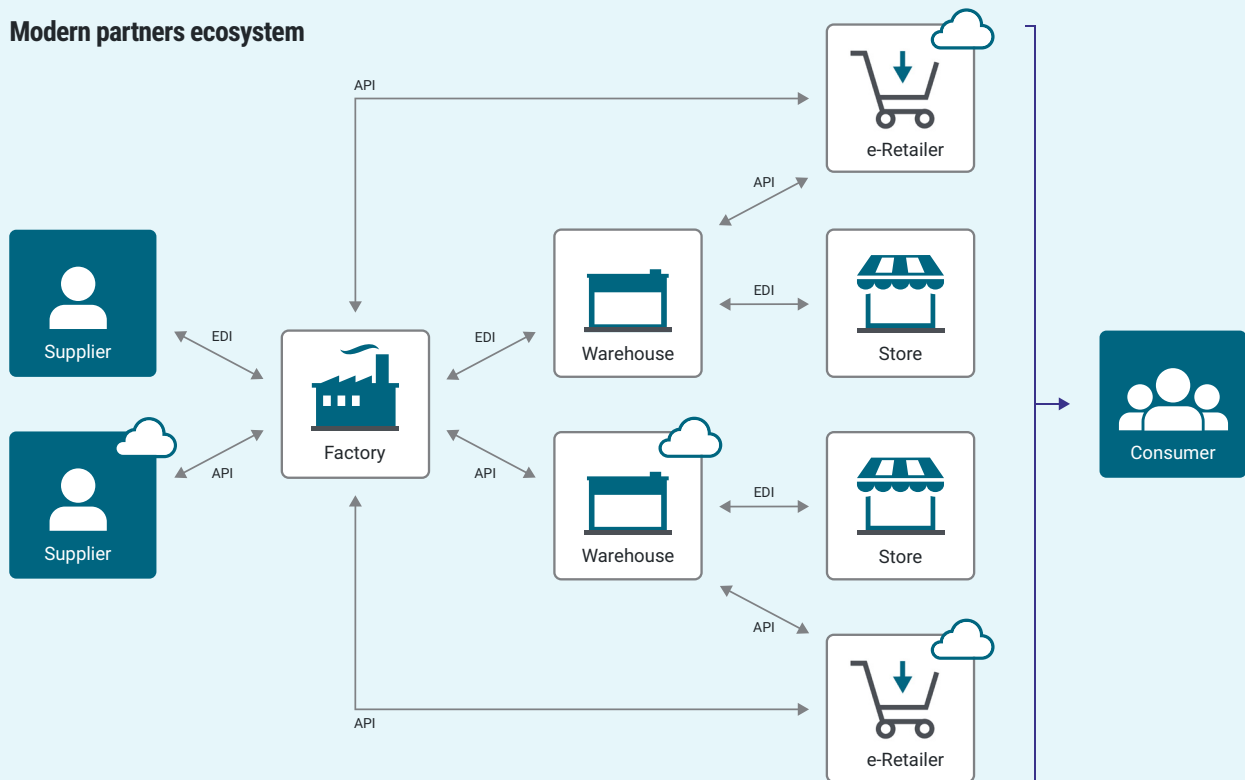 Modern partners ecosystem
API
e-Retailer
API
Supplier
EDI
EDI
Warehouse
EDI
Store
Factory
Consumer
Supplier
API
API
Warehouse
EDI
Store
API
API
e-Retailer